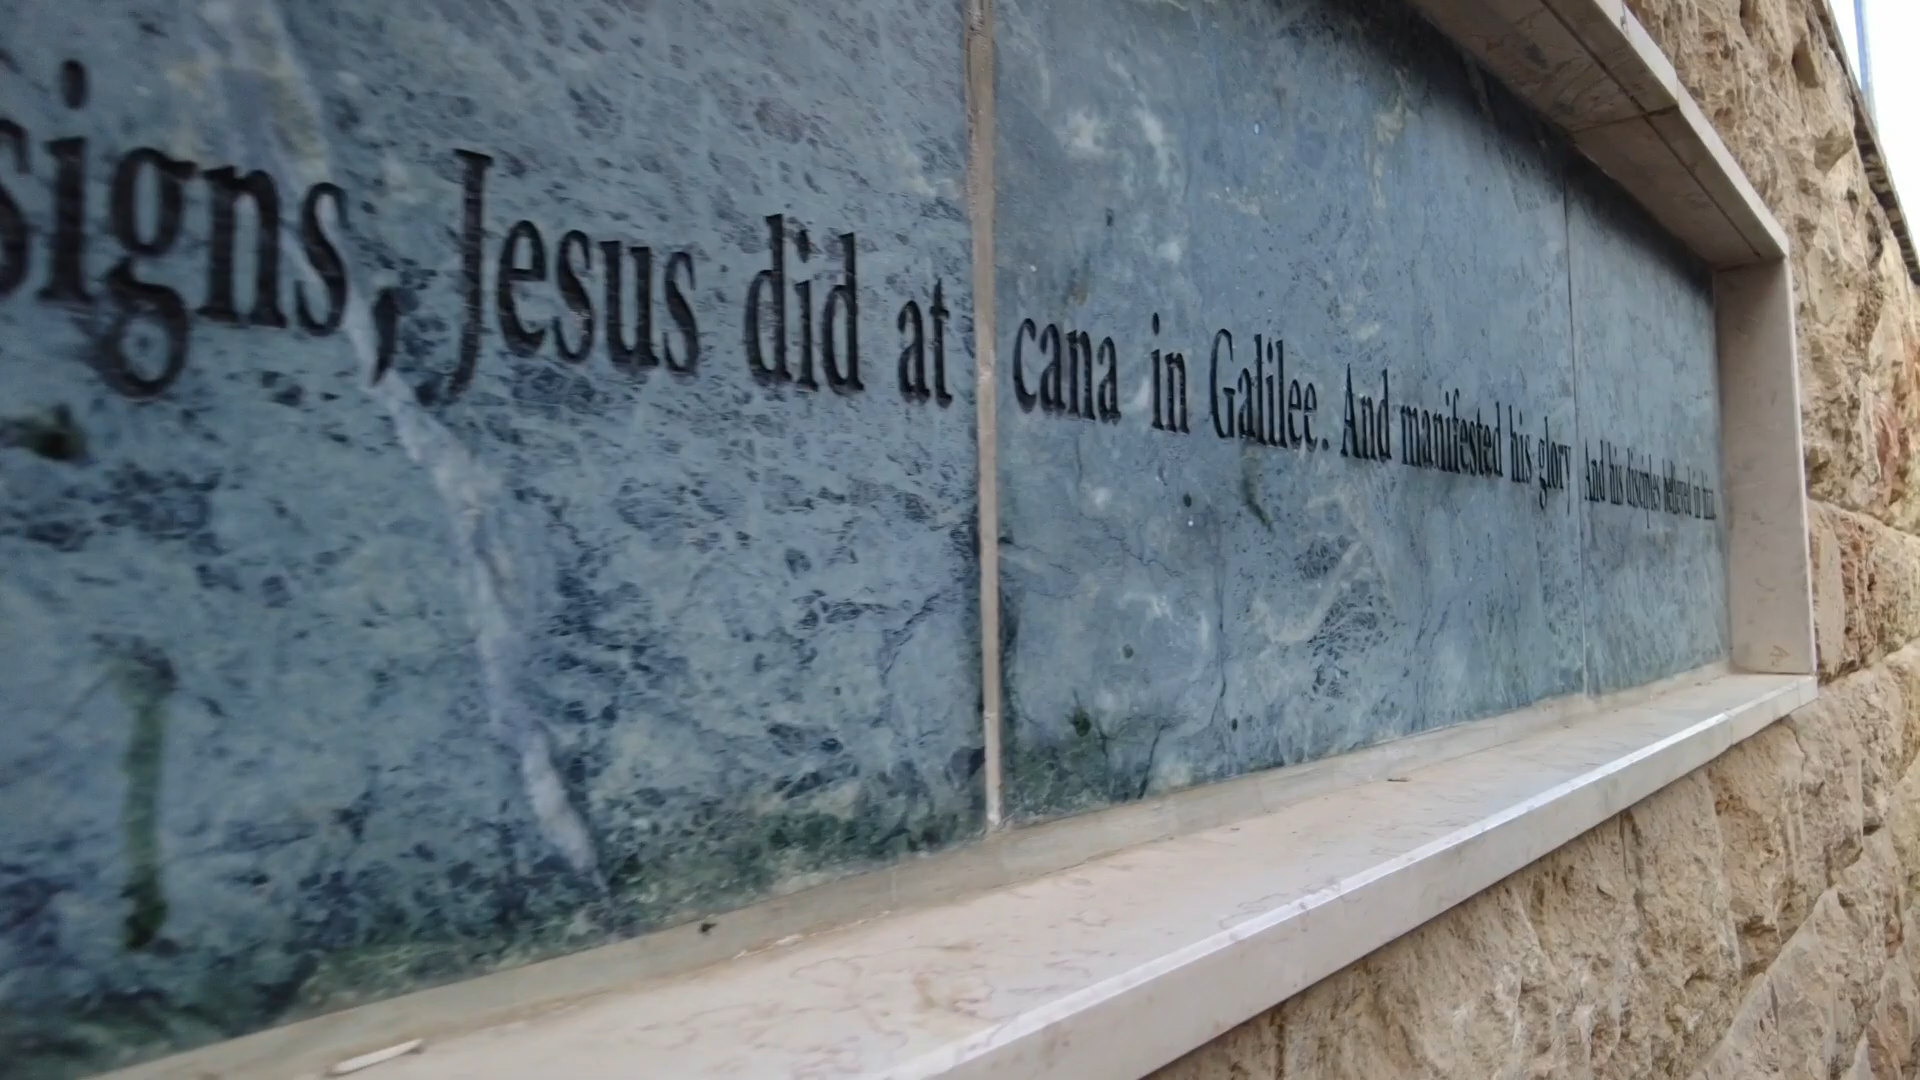 signs, Jesus did at cana in Galilee. And manifested his glory And his disciples believed in him.